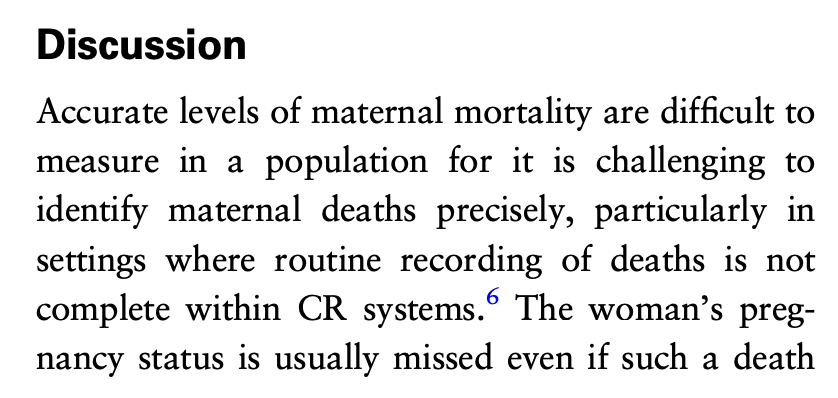 Discussion
Accurate levels of maternal mortality are difficult to
measure in a population for it is challenging to
identify maternal deaths precisely, particularly in
settings where routine recording of deaths is not
complete within CR systems.6 The woman's preg-
nancy status is usually missed even if such a death